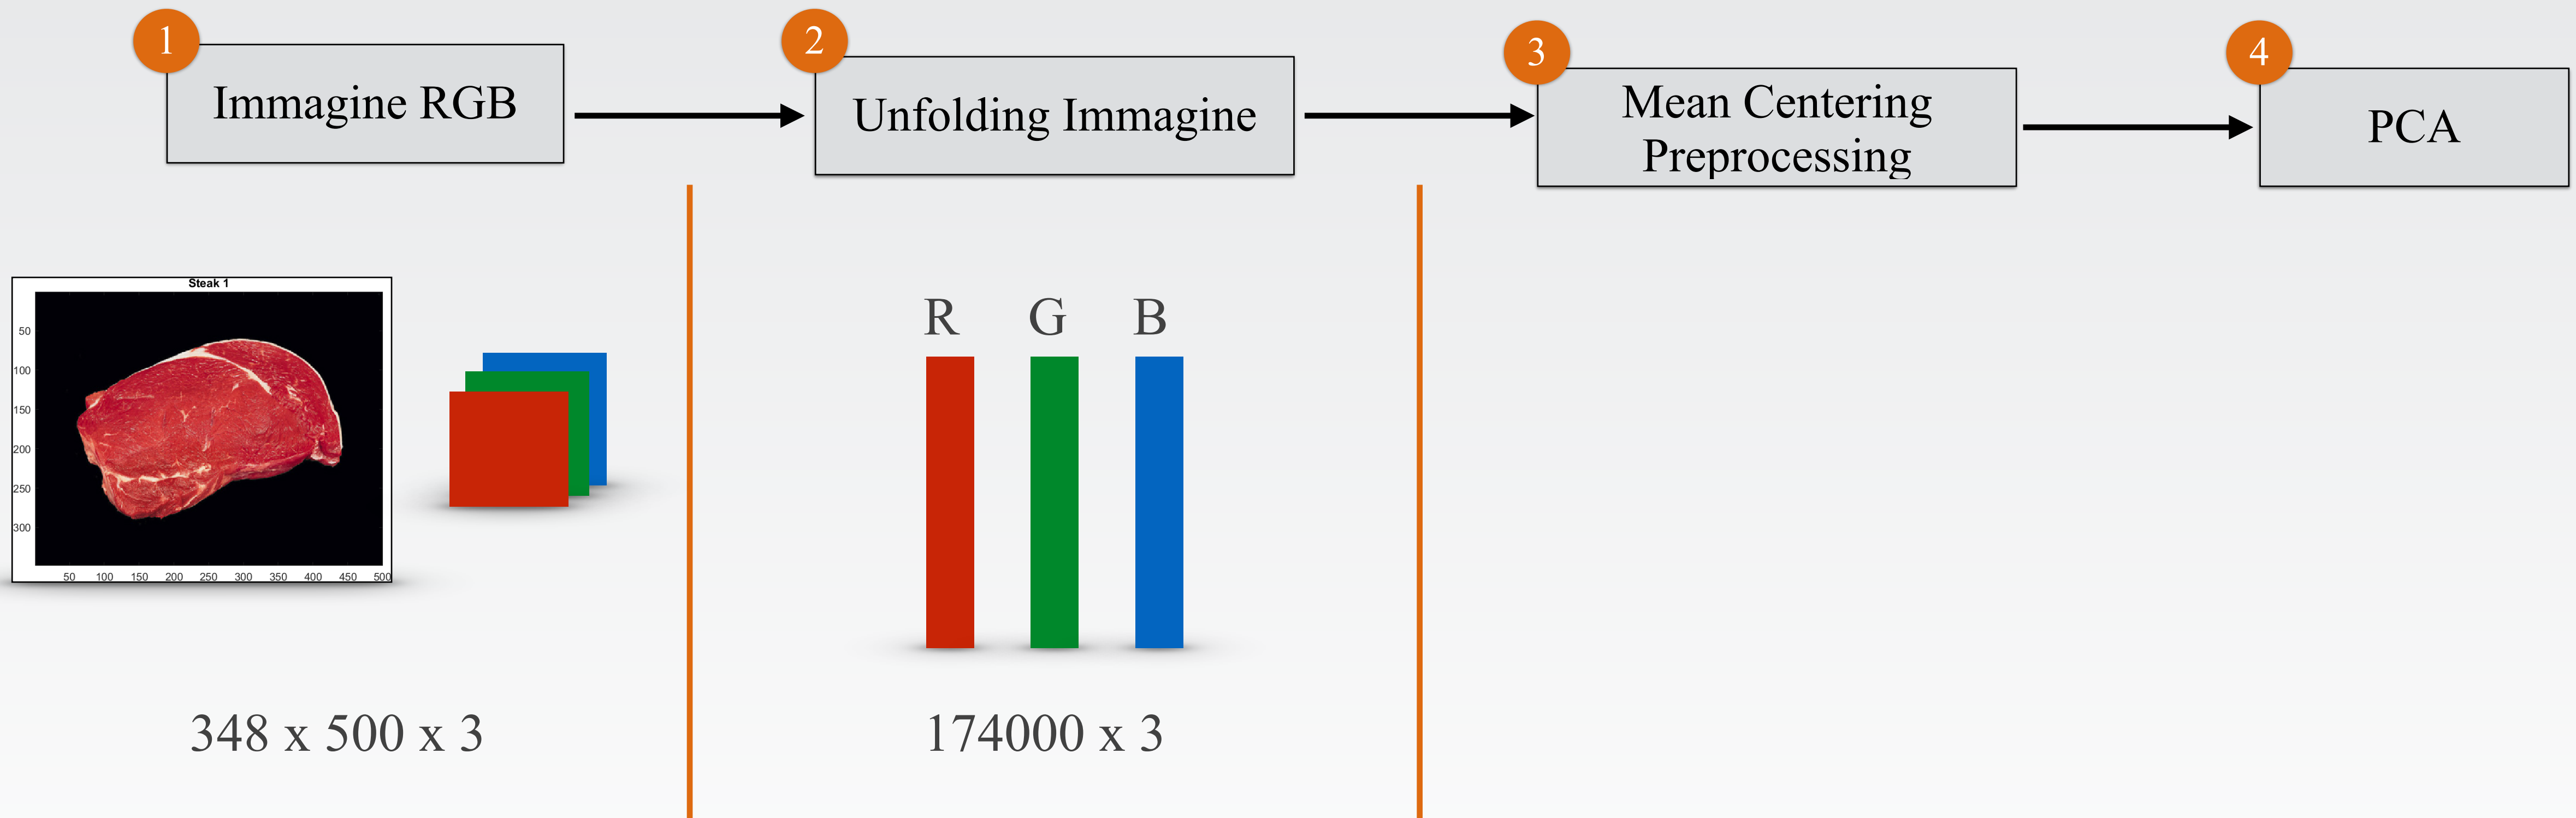 1
Immagine RGB
2
Unfolding Immagine
3
Mean Centering
Preprocessing
4
PCA
Steak 1
50
100
150
200
250
300
50 100 150 200 250 300 350 400 450 500
R G B
348 x 500 x 3
174000 x 3